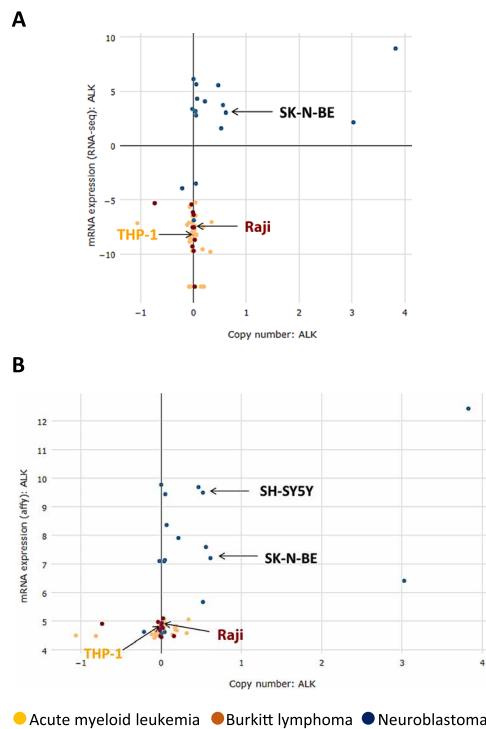 A
10
5
0
−5
−10
mRNA expression (RNA-seq): ALK
SK-N-BE
Raji
THP-1
−1
0
1
2
3
4
Copy number: ALK
B
12
11
10
9
8
7
6
5
4
mRNA expression (affy): ALK
SH-SY5Y
SK-N-BE
Raji
THP-1
−1
0
1
2
3
4
Copy number: ALK
Acute myeloid leukemia Burkitt lymphoma Neuroblastoma